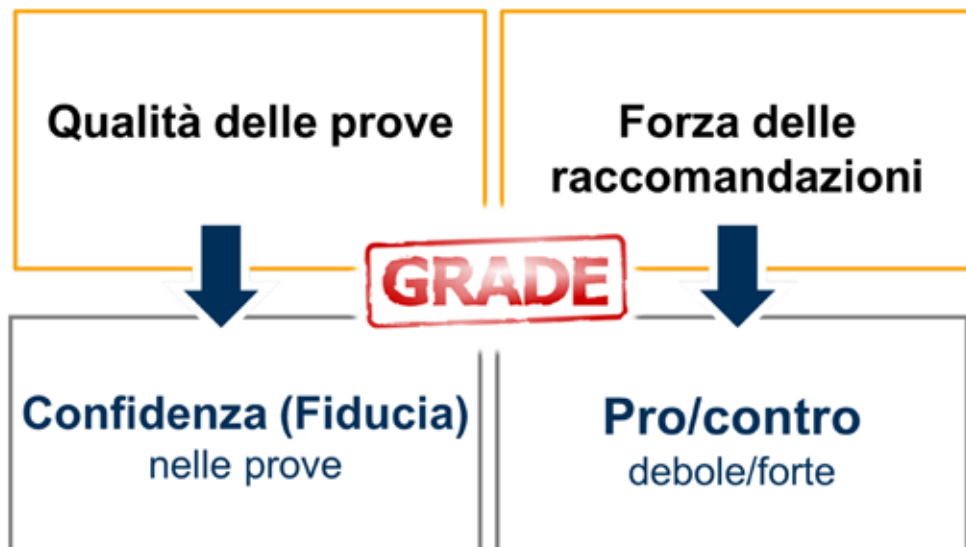 Qualità delle prove
Forza delle
raccomandazioni
GRADE
Confidenza (Fiducia)
nelle prove
Pro/contro
debole/forte